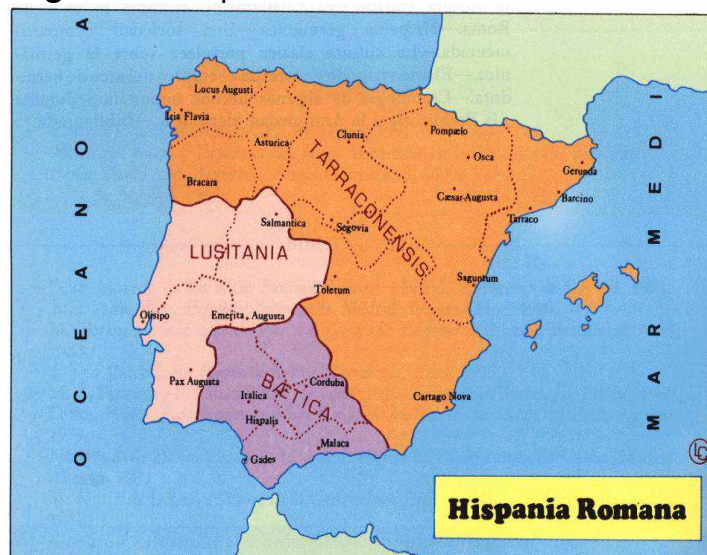 OCEANO A
MAR MEDI
Lucus Augusti
Iria Flavia
Asturica
Bracara
Clunia
Pompælo
Osca
Gerunda
Cæsar-Augusta
Barcino
Tarraco
TARRACONENSIS
Salmantica
Segovia
LUSITANIA
Toletum
Saguntum
Olisipo
Emerita Augusta
Pax Augusta
BÆTICA
Corduba
Italica
Hispalis
Cartago Nova
Malaca
Gades
LC
Hispania Romana